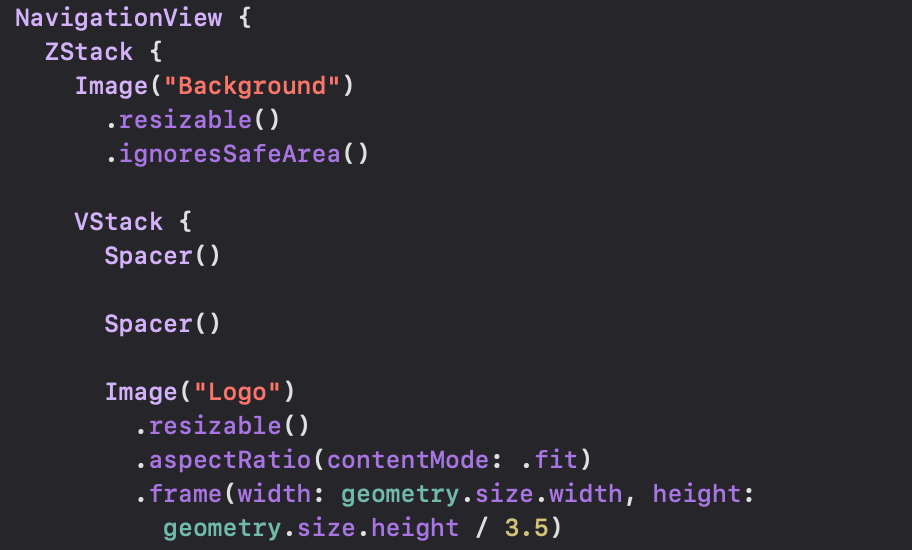 NavigationView {
ZStack {
Image("Background")
.resizable()
.ignoresSafeArea()
VStack {
Spacer()
Spacer()
Image("Logo")
.resizable()
.aspectRatio(contentMode: .fit)
.frame(width: geometry.size.width, height:
geometry.size.height / 3.5)